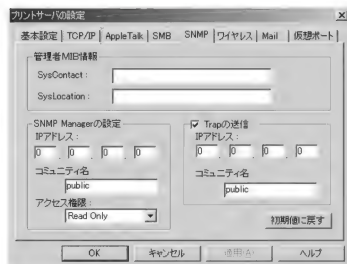 プリントサーバの設定
基本設定 TCP/IP AppleTalk SMB SNMP ワイヤレス Mail 仮想ポート
管理者MIB情報
SysContact :
SysLocation :
SNMP Managerの設定
IPアドレス :
0 . 0 . 0 . 0
コミュニティ名
public
アクセス権限 :
Read Only
Trapの送信
IPアドレス :
0 . 0 . 0 . 0
コミュニティ名
public
初期値に戻す
OK キャンセル 適用(A) ヘルプ